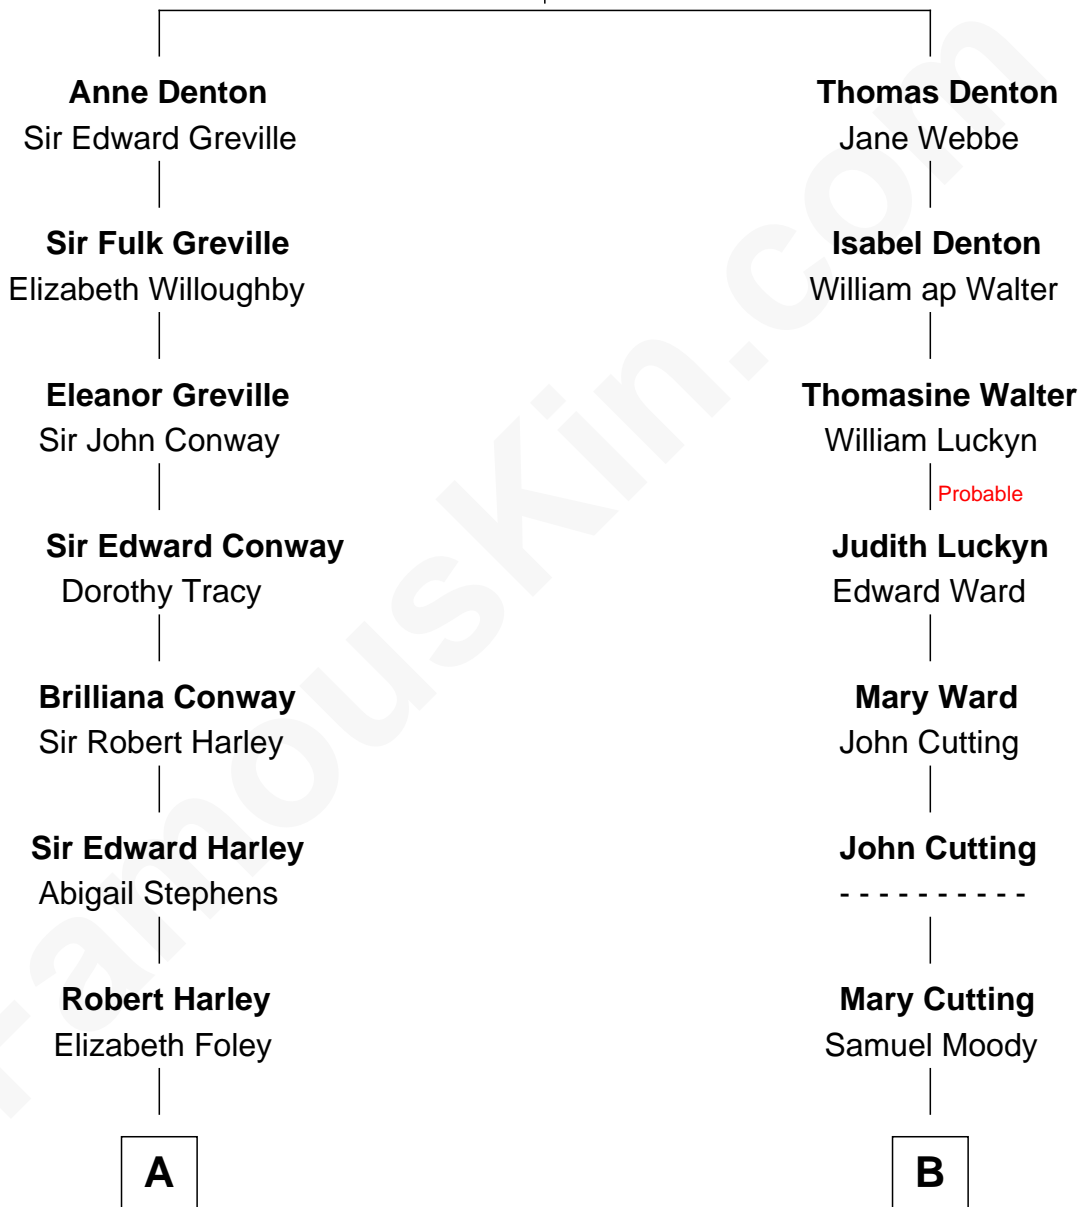 Anne Denton
Sir Edward Greville
Thomas Denton
Jane Webbe
Sir Fulk Greville
Elizabeth Willoughby
Isabel Denton
William ap Walter
Eleanor Greville
Sir John Conway
Thomasine Walter
William Luckyn
Probable
Sir Edward Conway
Dorothy Tracy
Judith Luckyn
Edward Ward
Brilliana Conway
Sir Robert Harley
Mary Ward
John Cutting
Sir Edward Harley
Abigail Stephens
John Cutting
- - - - - - - - - -
Robert Harley
Elizabeth Foley
Mary Cutting
Samuel Moody
A
B
FamousKin.com